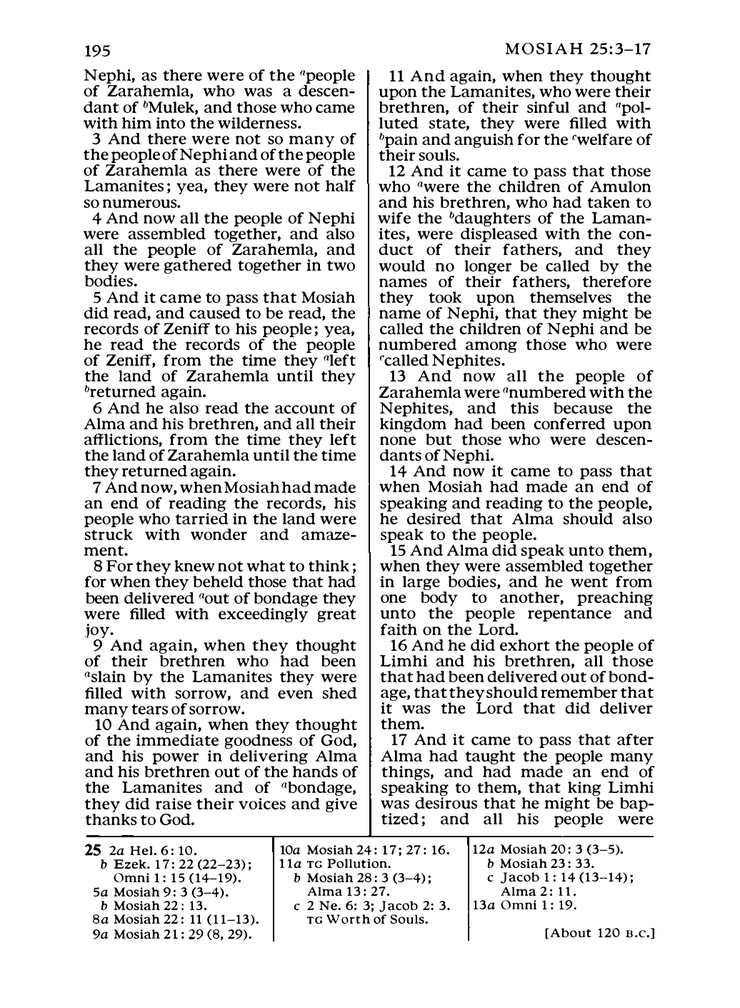 195
MOSIAH 25:3–17
Nephi, as there were of the ᵃpeople
of Zarahemla, who was a descen-
dant of ᵇMulek, and those who came
with him into the wilderness.
3 And there were not so many of
the people of Nephi and of the people
of Zarahemla as there were of the
Lamanites; yea, they were not half
so numerous.
4 And now all the people of Nephi
were assembled together, and also
all the people of Zarahemla, and
they were gathered together in two
bodies.
5 And it came to pass that Mosiah
did read, and caused to be read, the
records of Zeniff to his people; yea,
he read the records of the people
of Zeniff, from the time they ᵃleft
the land of Zarahemla until they
ᵇreturned again.
6 And he also read the account of
Alma and his brethren, and all their
afflictions, from the time they left
the land of Zarahemla until the time
they returned again.
7 And now, when Mosiah had made
an end of reading the records, his
people who tarried in the land were
struck with wonder and amaze-
ment.
8 For they knew not what to think;
for when they beheld those that had
been delivered ᵃout of bondage they
were filled with exceedingly great
joy.
9 And again, when they thought
of their brethren who had been
ᵃslain by the Lamanites they were
filled with sorrow, and even shed
many tears of sorrow.
10 And again, when they thought
of the immediate goodness of God,
and his power in delivering Alma
and his brethren out of the hands of
the Lamanites and of ᵃbondage,
they did raise their voices and give
thanks to God.
11 And again, when they thought
upon the Lamanites, who were their
brethren, of their sinful and ᵃpol-
luted state, they were filled with
ᵇpain and anguish for the ᶜwelfare of
their souls.
12 And it came to pass that those
who ᵃwere the children of Amulon
and his brethren, who had taken to
wife the ᵇdaughters of the Laman-
ites, were displeased with the con-
duct of their fathers, and they
would no longer be called by the
names of their fathers, therefore
they took upon themselves the
name of Nephi, that they might be
called the children of Nephi and be
numbered among those who were
ᶜcalled Nephites.
13 And now all the people of
Zarahemla were ᵃnumbered with the
Nephites, and this because the
kingdom had been conferred upon
none but those who were descen-
dants of Nephi.
14 And now it came to pass that
when Mosiah had made an end of
speaking and reading to the people,
he desired that Alma should also
speak to the people.
15 And Alma did speak unto them,
when they were assembled together
in large bodies, and he went from
one body to another, preaching
unto the people repentance and
faith on the Lord.
16 And he did exhort the people of
Limhi and his brethren, all those
that had been delivered out of bond-
age, that they should remember that
it was the Lord that did deliver
them.
17 And it came to pass that after
Alma had taught the people many
things, and had made an end of
speaking to them, that king Limhi
was desirous that he might be bap-
tized; and all his people were
25 2a Hel. 6:10.
b Ezek. 17:22 (22–23);
Omni 1:15 (14–19).
5a Mosiah 9:3 (3–4).
b Mosiah 22:13.
8a Mosiah 22:11 (11–13).
9a Mosiah 21:29 (8, 29).
10a Mosiah 24:17; 27:16.
11a TG Pollution.
b Mosiah 28:3 (3–4);
Alma 13:27.
c 2 Ne. 6:3; Jacob 2:3.
TG Worth of Souls.
12a Mosiah 20:3 (3–5).
b Mosiah 23:33.
c Jacob 1:14 (13–14);
Alma 2:11.
13a Omni 1:19.
[About 120 B.C.]